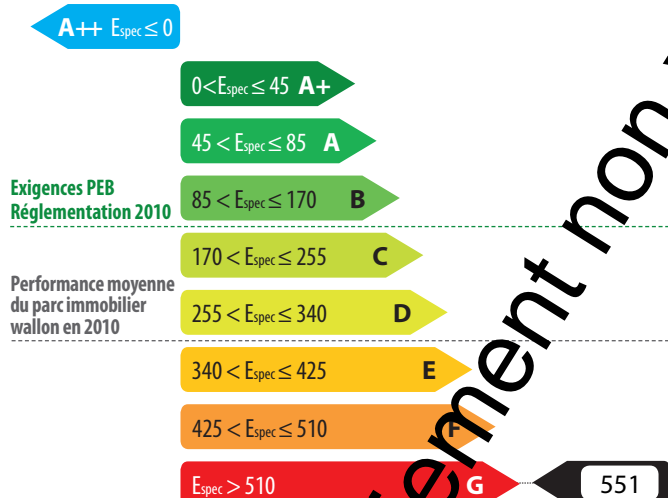 A++ Espec ≤ 0
0 < Espec ≤ 45 A+
45 < Espec ≤ 85 A
Exigences PEB
Réglementation 2010
85 < Espec ≤ 170 B
170 < Espec ≤ 255 C
Performance moyenne
du parc immobilier
wallon en 2010
255 < Espec ≤ 340 D
340 < Espec ≤ 425 E
425 < Espec ≤ 510 F
Espec > 510 G
551
ement non